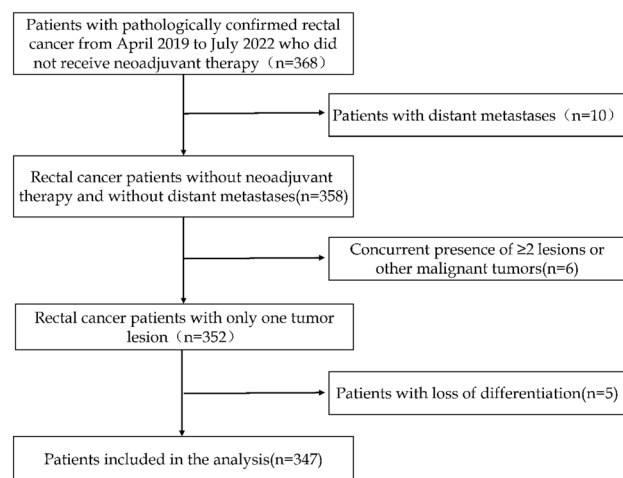 Patients with pathologically confirmed rectal
cancer from April 2019 to July 2022 who did
not receive neoadjuvant therapy（n=368）
Patients with distant metastases（n=10）
Rectal cancer patients without neoadjuvant
therapy and without distant metastases(n=358)
Concurrent presence of ≥2 lesions or
other malignant tumors(n=6)
Rectal cancer patients with only one tumor
lesion（n=352）
Patients with loss of differentiation(n=5)
Patients included in the analysis(n=347)